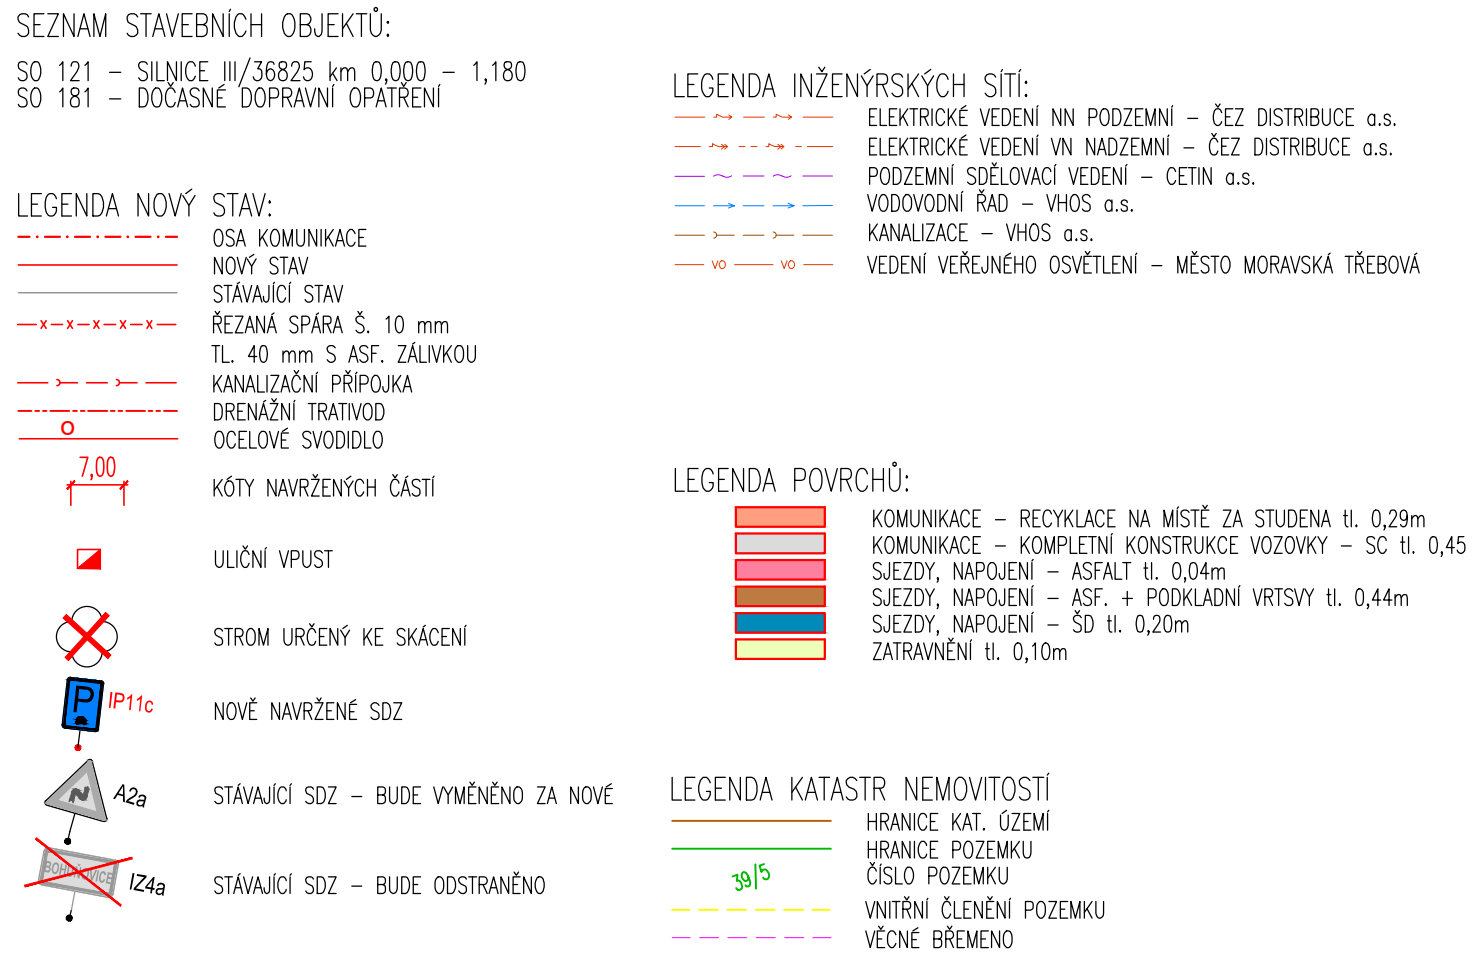 SEZNAM STAVEBNÍCH OBJEKTŮ:
SO 121 – SILNICE III/36825 km 0,000 – 1,180
SO 181 – DOČASNÉ DOPRAVNÍ OPATŘENÍ
LEGENDA NOVÝ STAV:
OSA KOMUNIKACE
NOVÝ STAV
STÁVAJÍCÍ STAV
ŘEZANÁ SPÁRA Š. 10 mm
TL. 40 mm S ASF. ZÁLIVKOU
KANALIZAČNÍ PŘÍPOJKA
DRENÁŽNÍ TRATIVOD
OCELOVÉ SVODIDLO
7,00
KÓTY NAVRŽENÝCH ČÁSTÍ
ULIČNÍ VPUST
STROM URČENÝ KE SKÁCENÍ
P
IP11c
NOVĚ NAVRŽENÉ SDZ
A2a
STÁVAJÍCÍ SDZ – BUDE VYMĚNĚNO ZA NOVÉ
BOHUŇOVICE
IZ4a
STÁVAJÍCÍ SDZ – BUDE ODSTRANĚNO
LEGENDA INŽENÝRSKÝCH SÍTÍ:
ELEKTRICKÉ VEDENÍ NN PODZEMNÍ – ČEZ DISTRIBUCE a.s.
ELEKTRICKÉ VEDENÍ VN NADZEMNÍ – ČEZ DISTRIBUCE a.s.
PODZEMNÍ SDĚLOVACÍ VEDENÍ – CETIN a.s.
VODOVODNÍ ŘAD – VHOS a.s.
KANALIZACE – VHOS a.s.
VO VO VEDENÍ VEŘEJNÉHO OSVĚTLENÍ – MĚSTO MORAVSKÁ TŘEBOVÁ
LEGENDA POVRCHŮ:
KOMUNIKACE – RECYKLACE NA MÍSTĚ ZA STUDENA tl. 0,29m
KOMUNIKACE – KOMPLETNÍ KONSTRUKCE VOZOVKY – SC tl. 0,45
SJEZDY, NAPOJENÍ – ASFALT tl. 0,04m
SJEZDY, NAPOJENÍ – ASF. + PODKLADNÍ VRTSVY tl. 0,44m
SJEZDY, NAPOJENÍ – ŠD tl. 0,20m
ZATRAVNĚNÍ tl. 0,10m
LEGENDA KATASTR NEMOVITOSTÍ
HRANICE KAT. ÚZEMÍ
HRANICE POZEMKU
39/5 ČÍSLO POZEMKU
VNITŘNÍ ČLENĚNÍ POZEMKU
VĚCNÉ BŘEMENO